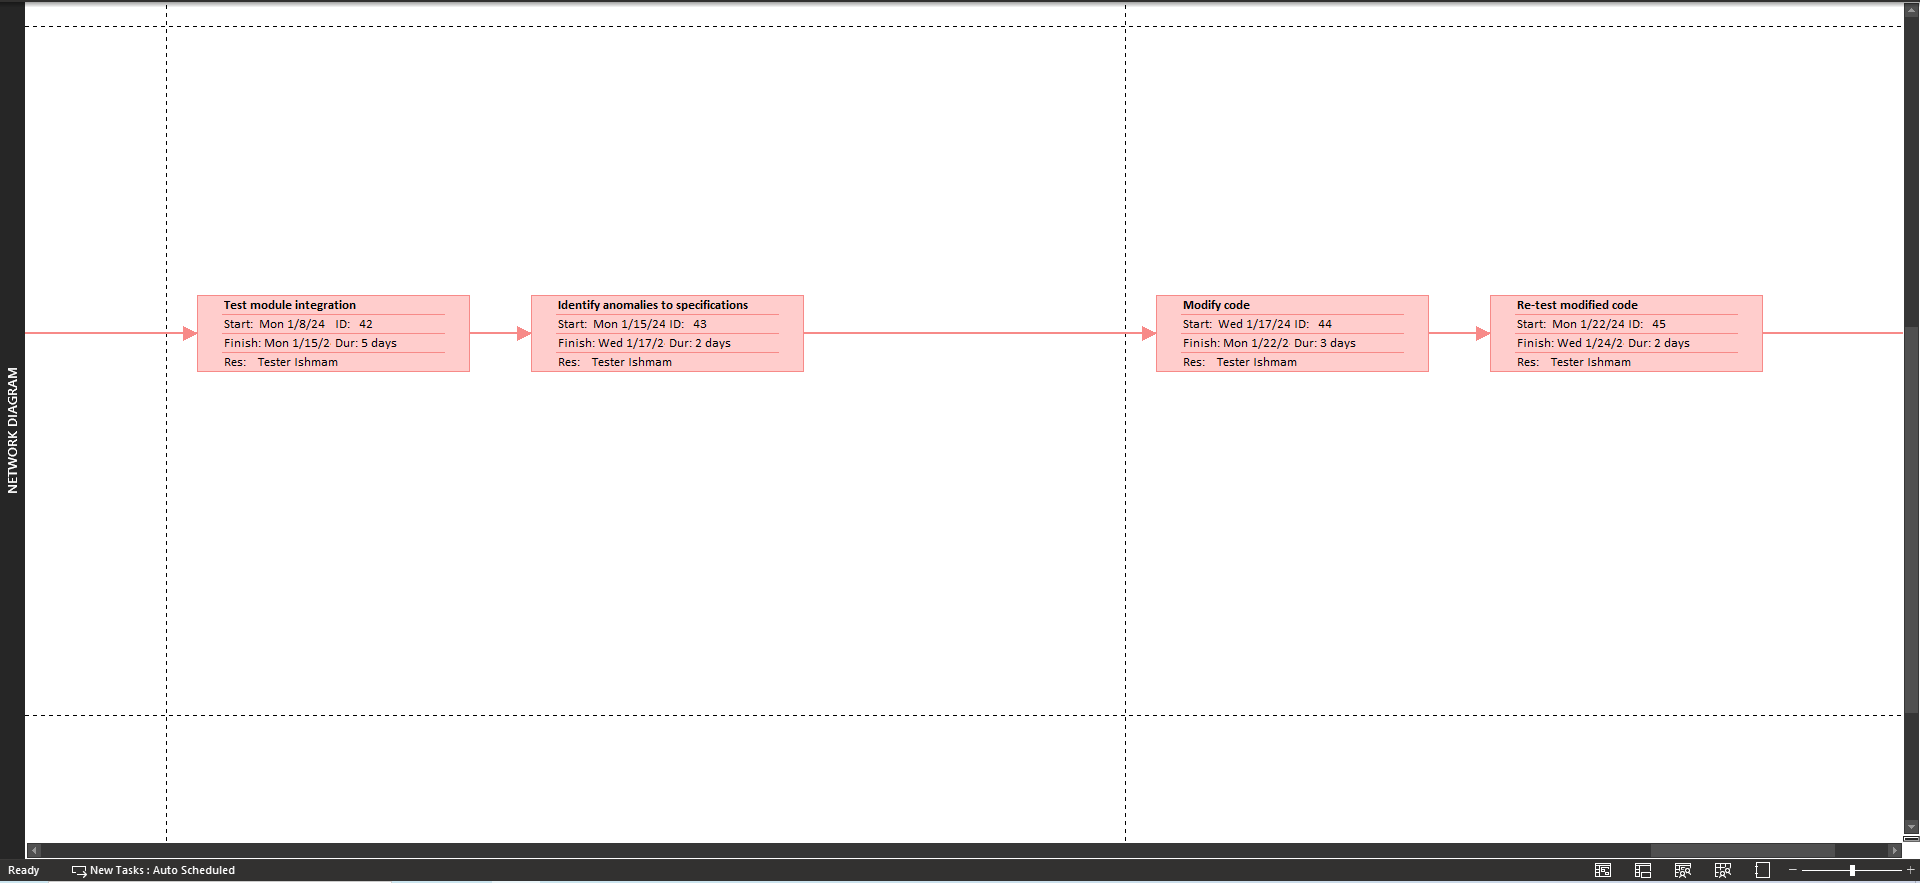 NETWORK DIAGRAM
Test module integration
Start: Mon 1/8/24 ID: 42
Finish: Mon 1/15/2 Dur: 5 days
Res: Tester Ishmam
Identify anomalies to specifications
Start: Mon 1/15/24 ID: 43
Finish: Wed 1/17/2 Dur: 2 days
Res: Tester Ishmam
Modify code
Start: Wed 1/17/24 ID: 44
Finish: Mon 1/22/2 Dur: 3 days
Res: Tester Ishmam
Re-test modified code
Start: Mon 1/22/24 ID: 45
Finish: Wed 1/24/2 Dur: 2 days
Res: Tester Ishmam
Ready
New Tasks : Auto Scheduled